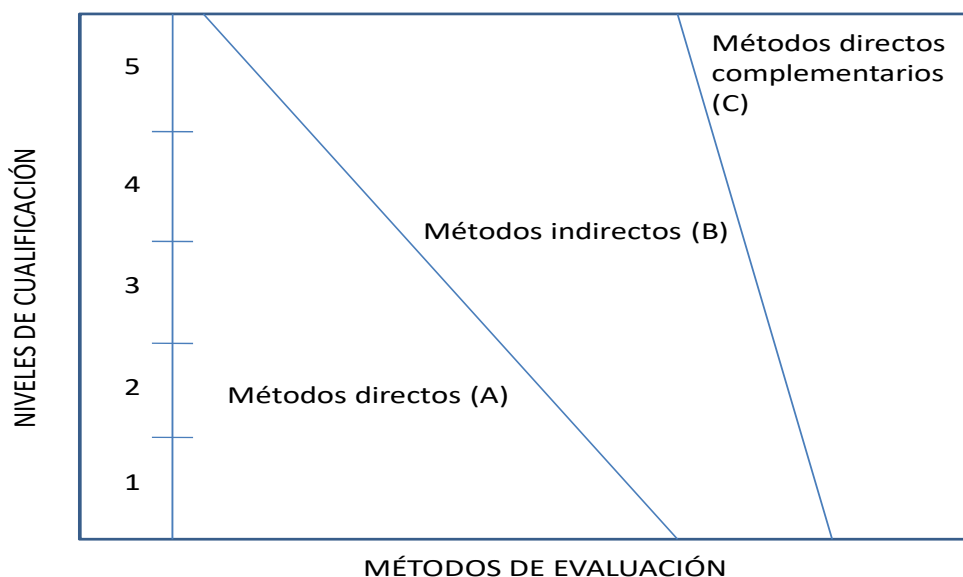 Métodos directos
complementarios
(C)
5
4
Métodos indirectos (B)
3
2
Métodos directos (A)
1
NIVELES DE CUALIFICACIÓN
MÉTODOS DE EVALUACIÓN